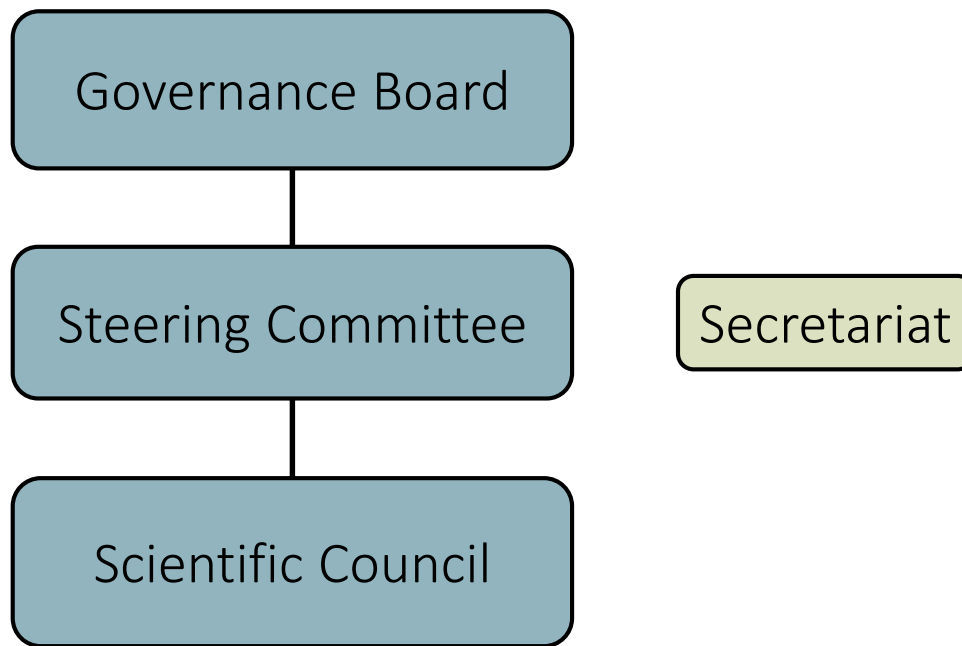 Governance Board
Steering Committee
Secretariat
Scientific Council